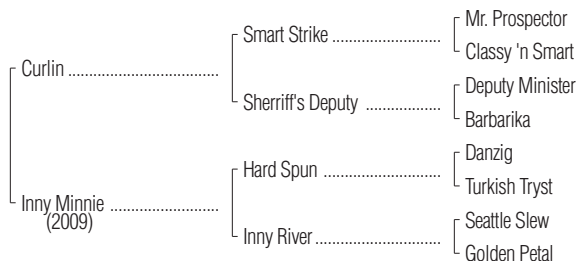 Mr. Prospector
Smart Strike ............................
Classy 'n Smart
Curlin ......................................
Deputy Minister
Sherriff's Deputy ...................
Barbarika
Danzig
Hard Spun ..............................
Turkish Tryst
Inny Minnie ............................
(2009)
Seattle Slew
Inny River................................
Golden Petal